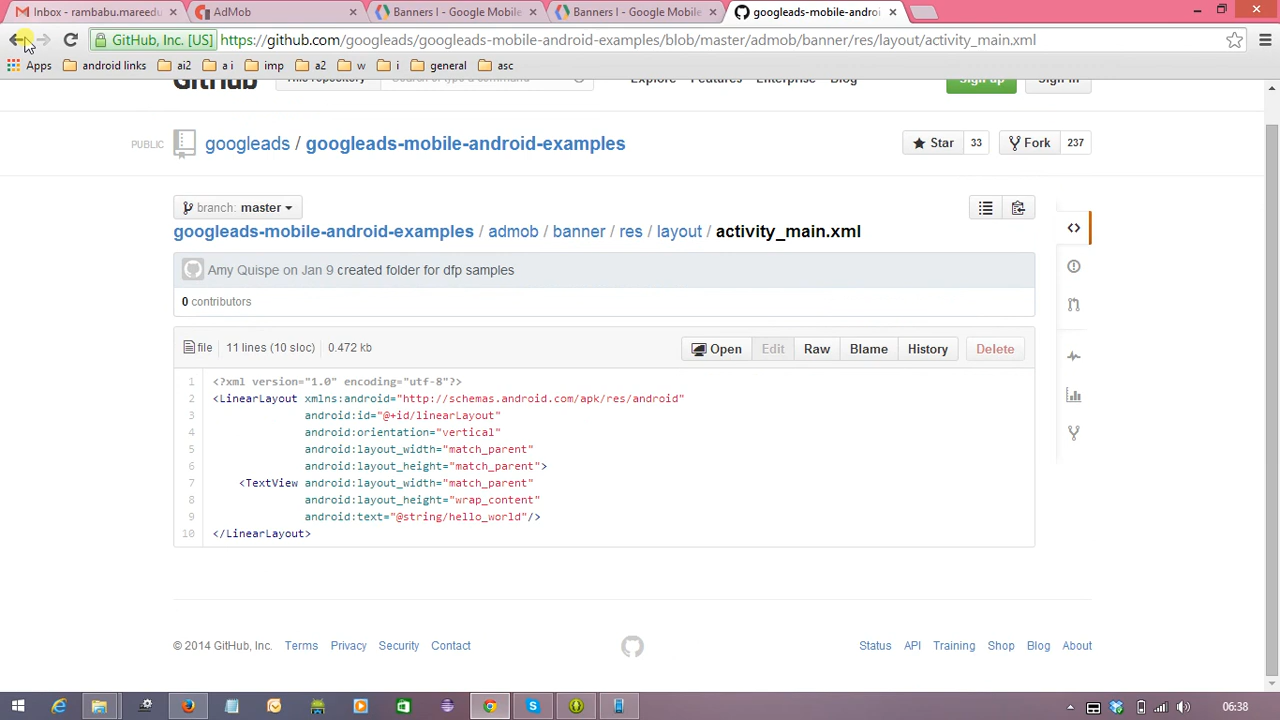 Inbox - rambabu.mareedu
AdMob
Banners I - Google Mobile
Banners I - Google Mobile
googleads-mobile-androi
GitHub, Inc. [US]
https://github.com/googleads/googleads-mobile-android-examples/blob/master/admob/banner/res/layout/activity_main.xml
Apps android links ai2 a i imp a2 w i general asc
GitHub This repository Search or type a command Explore Features Enterprise Blog Sign up Sign in
PUBLIC googleads / googleads-mobile-android-examples Star 33 Fork 237
branch: master
googleads-mobile-android-examples / admob / banner / res / layout / activity_main.xml
Amy Quispe on Jan 9 created folder for dfp samples
0 contributors
file 11 lines (10 sloc) 0.472 kb Open Edit Raw Blame History Delete
1 <?xml version="1.0" encoding="utf-8"?>
2 <LinearLayout xmlns:android="http://schemas.android.com/apk/res/android"
3 android:id="@+id/linearLayout"
4 android:orientation="vertical"
5 android:layout_width="match_parent"
6 android:layout_height="match_parent">
7 <TextView android:layout_width="match_parent"
8 android:layout_height="wrap_content"
9 android:text="@string/hello_world"/>
10 </LinearLayout>
© 2014 GitHub, Inc. Terms Privacy Security Contact Status API Training Shop Blog About
06:38